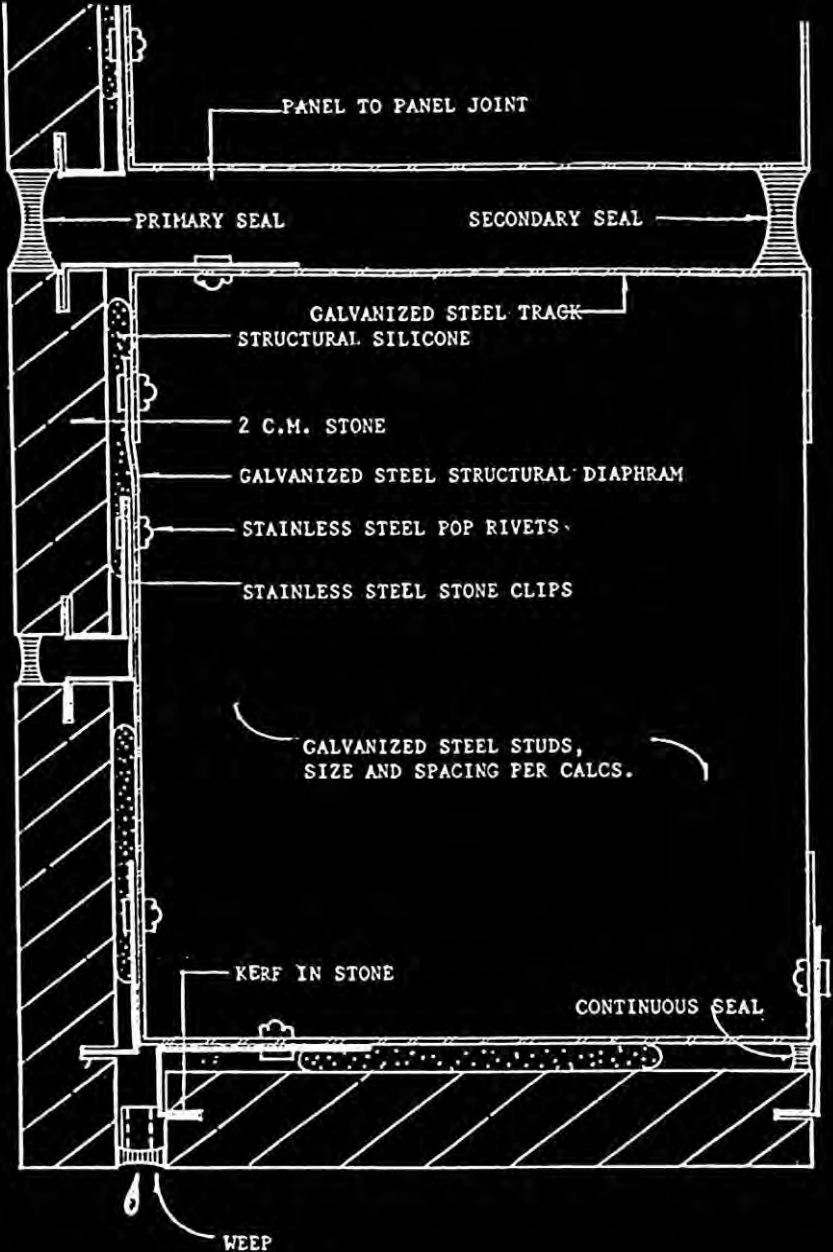 PANEL TO PANEL JOINT
PRIMARY SEAL
SECONDARY SEAL
GALVANIZED STEEL TRACK
STRUCTURAL SILICONE
2 C.M. STONE
GALVANIZED STEEL STRUCTURAL DIAPHRAM
STAINLESS STEEL POP RIVETS
STAINLESS STEEL STONE CLIPS
GALVANIZED STEEL STUDS,
SIZE AND SPACING PER CALCS.
KERF IN STONE
CONTINUOUS SEAL
WEEP